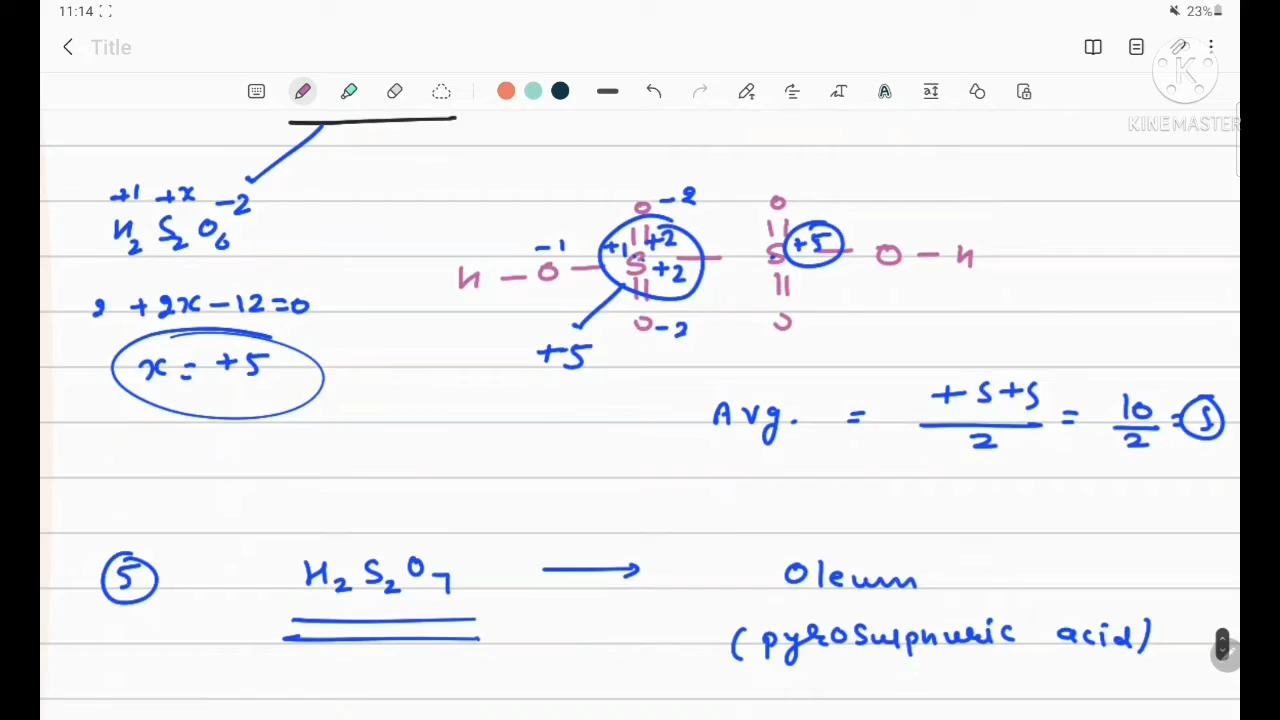 11:14 23%
Title
KINEMASTER
+1 +x -2
H2 S2 O6
2 + 2x - 12 = 0
x = +5
O -2 O
-1 +1 +2 +5
H - O - S - S - O - H
+2
O -2 O
+5
Avg. = +5+5/2 = 10/2 = 5
5 H2 S2 O7 → Oleum
(pyrosulphuric acid)